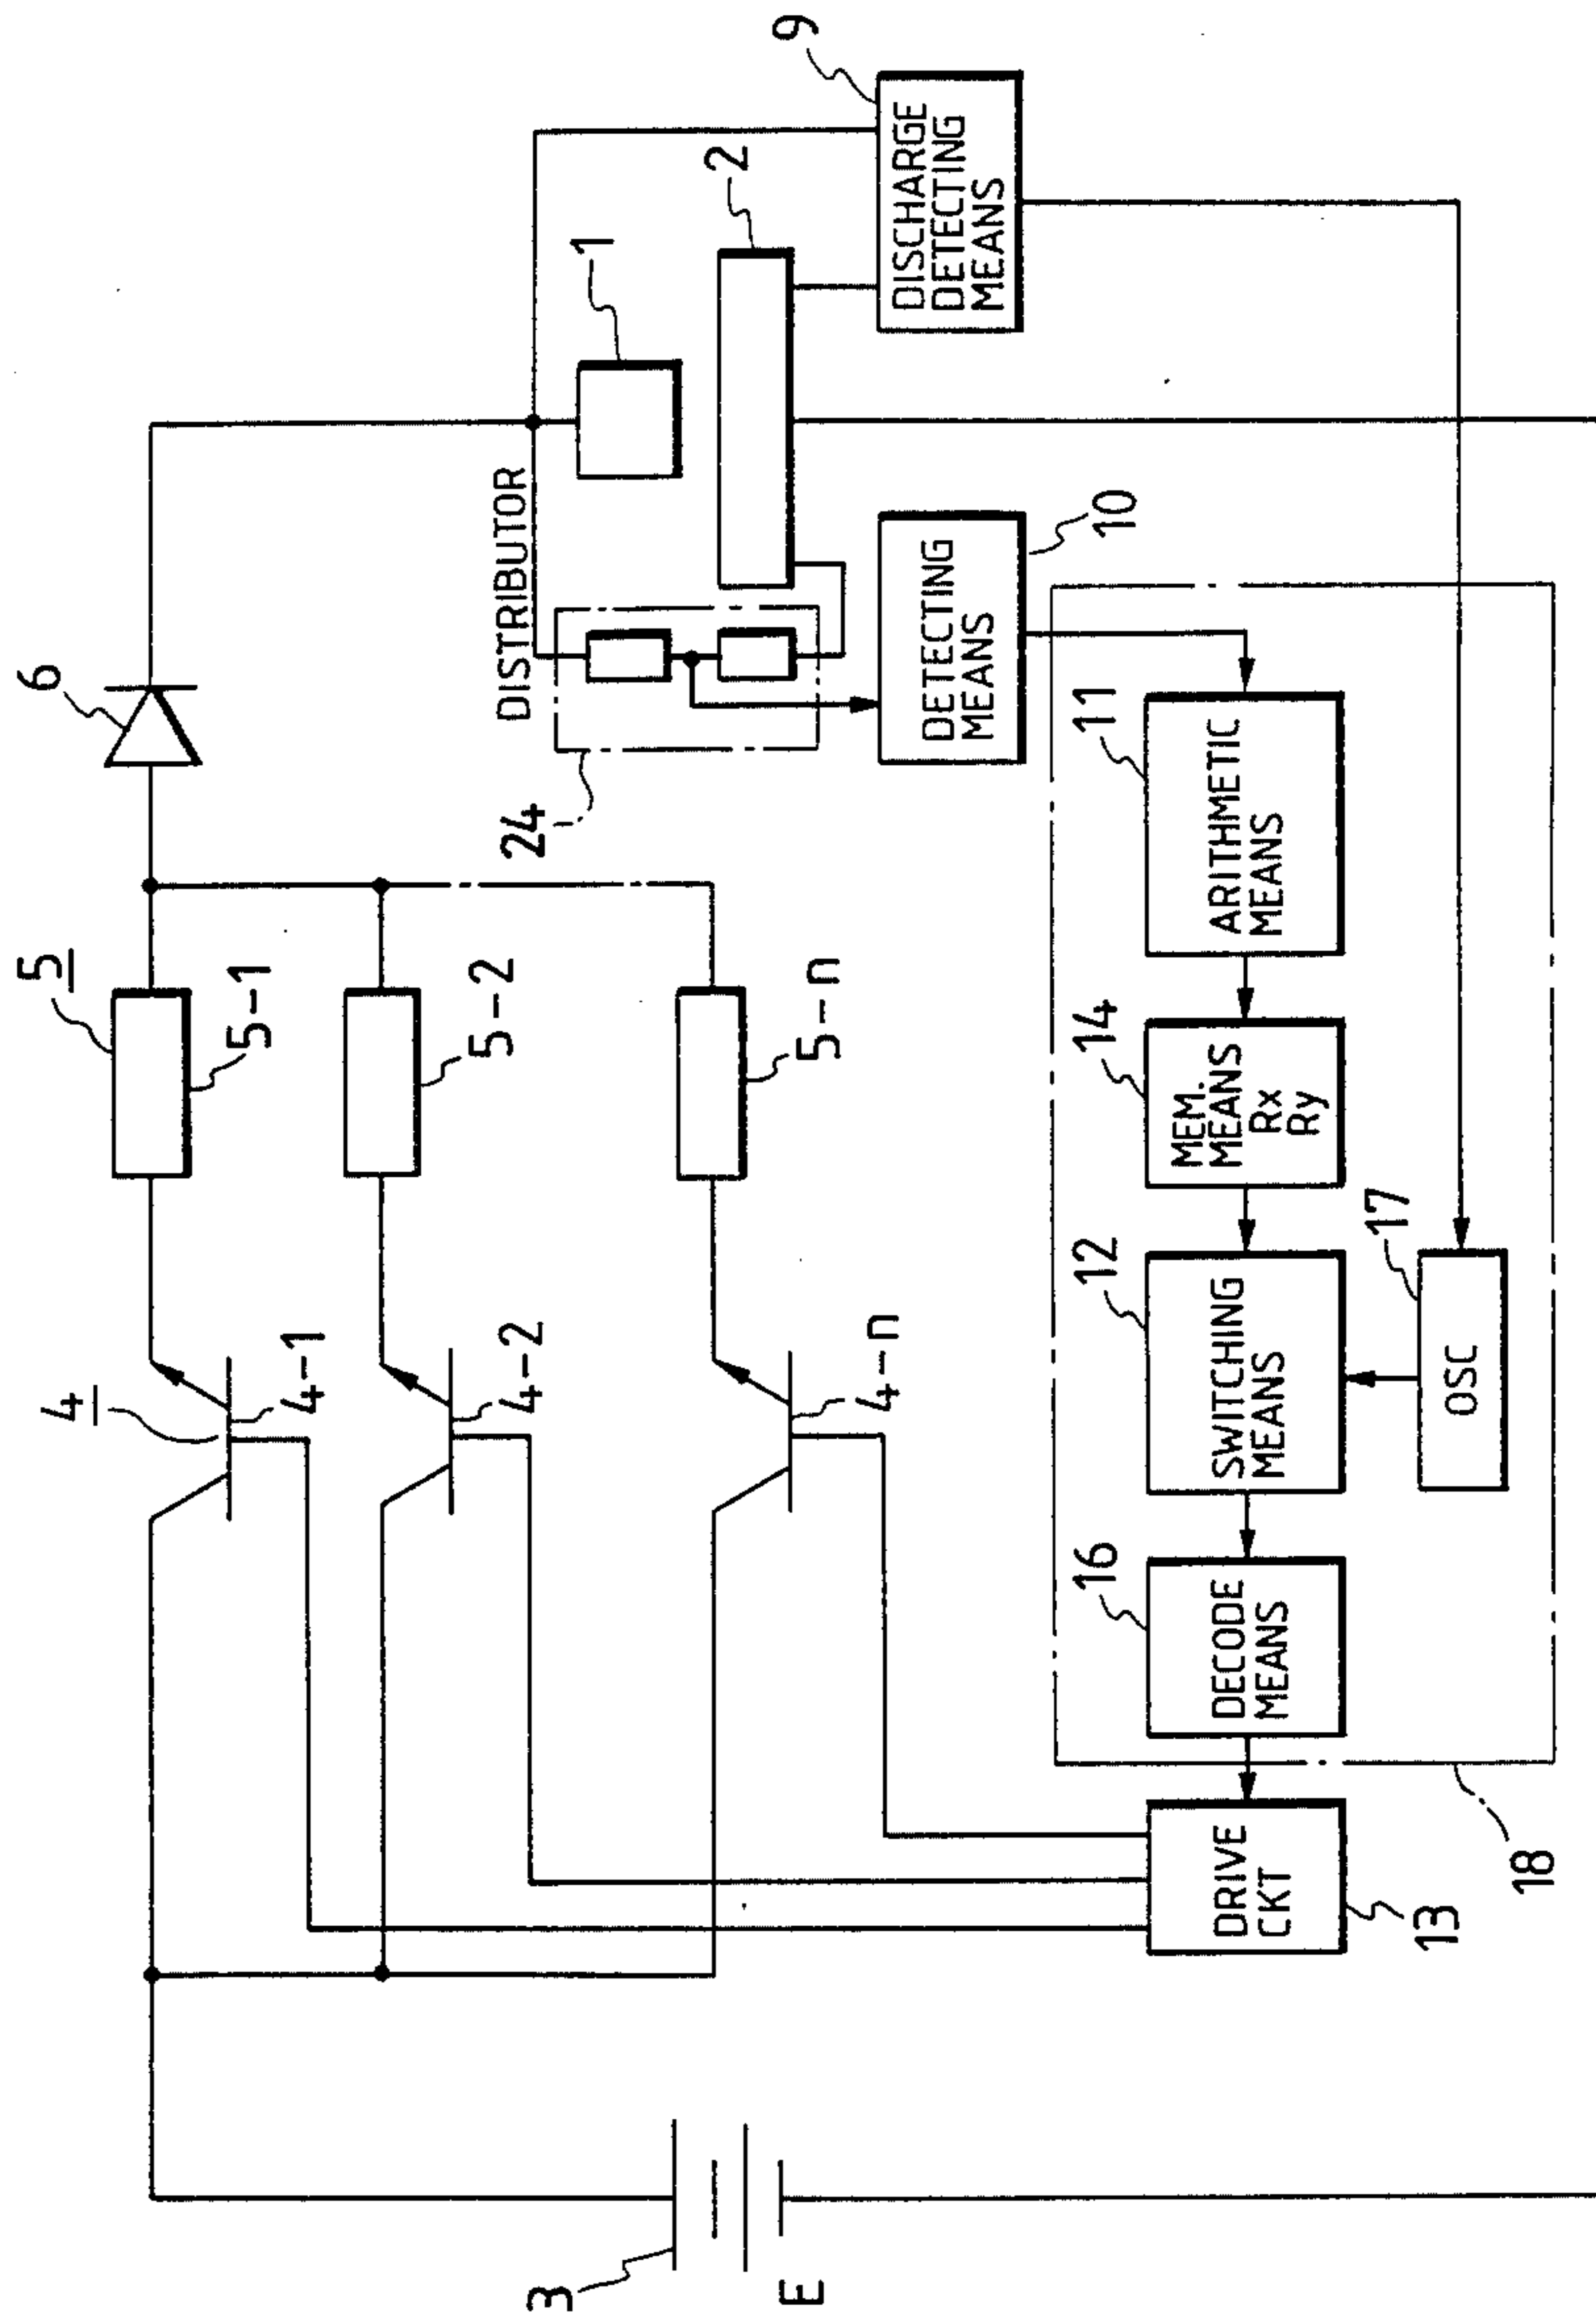 3
E
4
4-1
4-2
4-n
5
5-1
5-2
5-n
6
DISTRIBUTOR
24
1
2
9
DISCHARGE
DETECTING
MEANS
DETECTING
MEANS
10
DRIVE
CKT
13
16
DECODE
MEANS
12
SWITCHING
MEANS
14
MEM.
MEANS
Rx
Ry
11
ARITHMETIC
MEANS
17
OSC
18